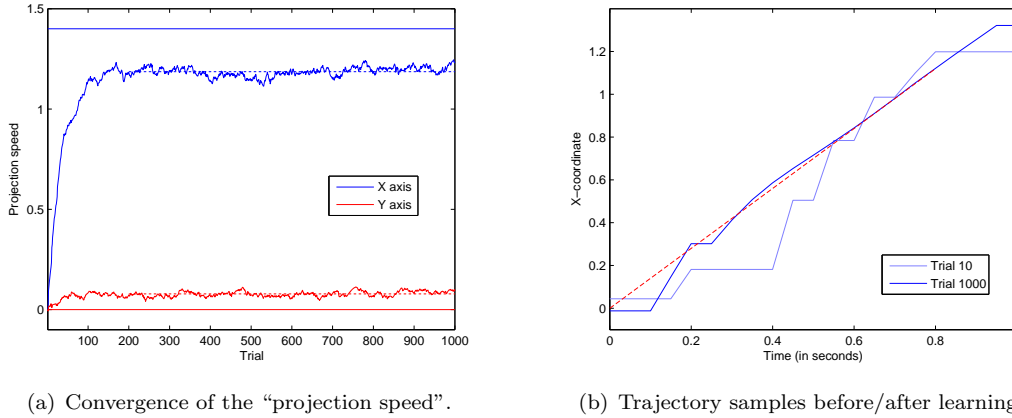 1.5
1
0.5
0
Projection speed
X axis
Y axis
100 200 300 400 500 600 700 800 900 1000
Trial
(a) Convergence of the “projection speed”.
1.2
1
0.8
0.6
0.4
0.2
0
X−coordinate
Trial 10
Trial 1000
0 0.2 0.4 0.6 0.8
Time (in seconds)
(b) Trajectory samples before/after learning